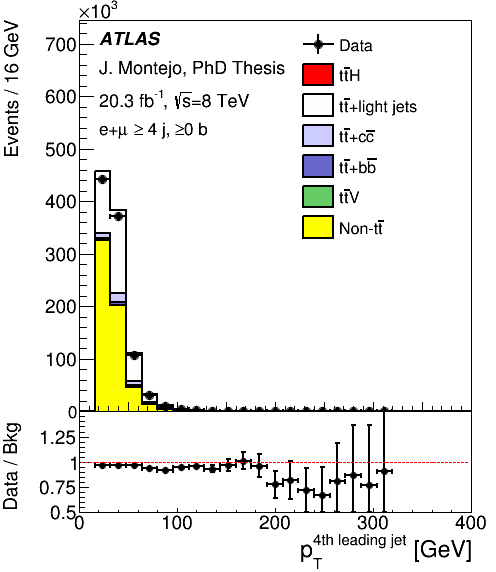 ×10³
Events / 16 GeV
700
600
500
400
300
200
100
0
ATLAS
J. Montejo, PhD Thesis
20.3 fb⁻¹, √s=8 TeV
e+μ ≥ 4 j, ≥0 b
Data
tt̄H
tt̄+light jets
tt̄+cc̄
tt̄+bb̄
tt̄V
Non-tt̄
Data / Bkg
1.25
1
0.75
0.5
0 100 200 300 400
p_T^{4th leading jet} [GeV]